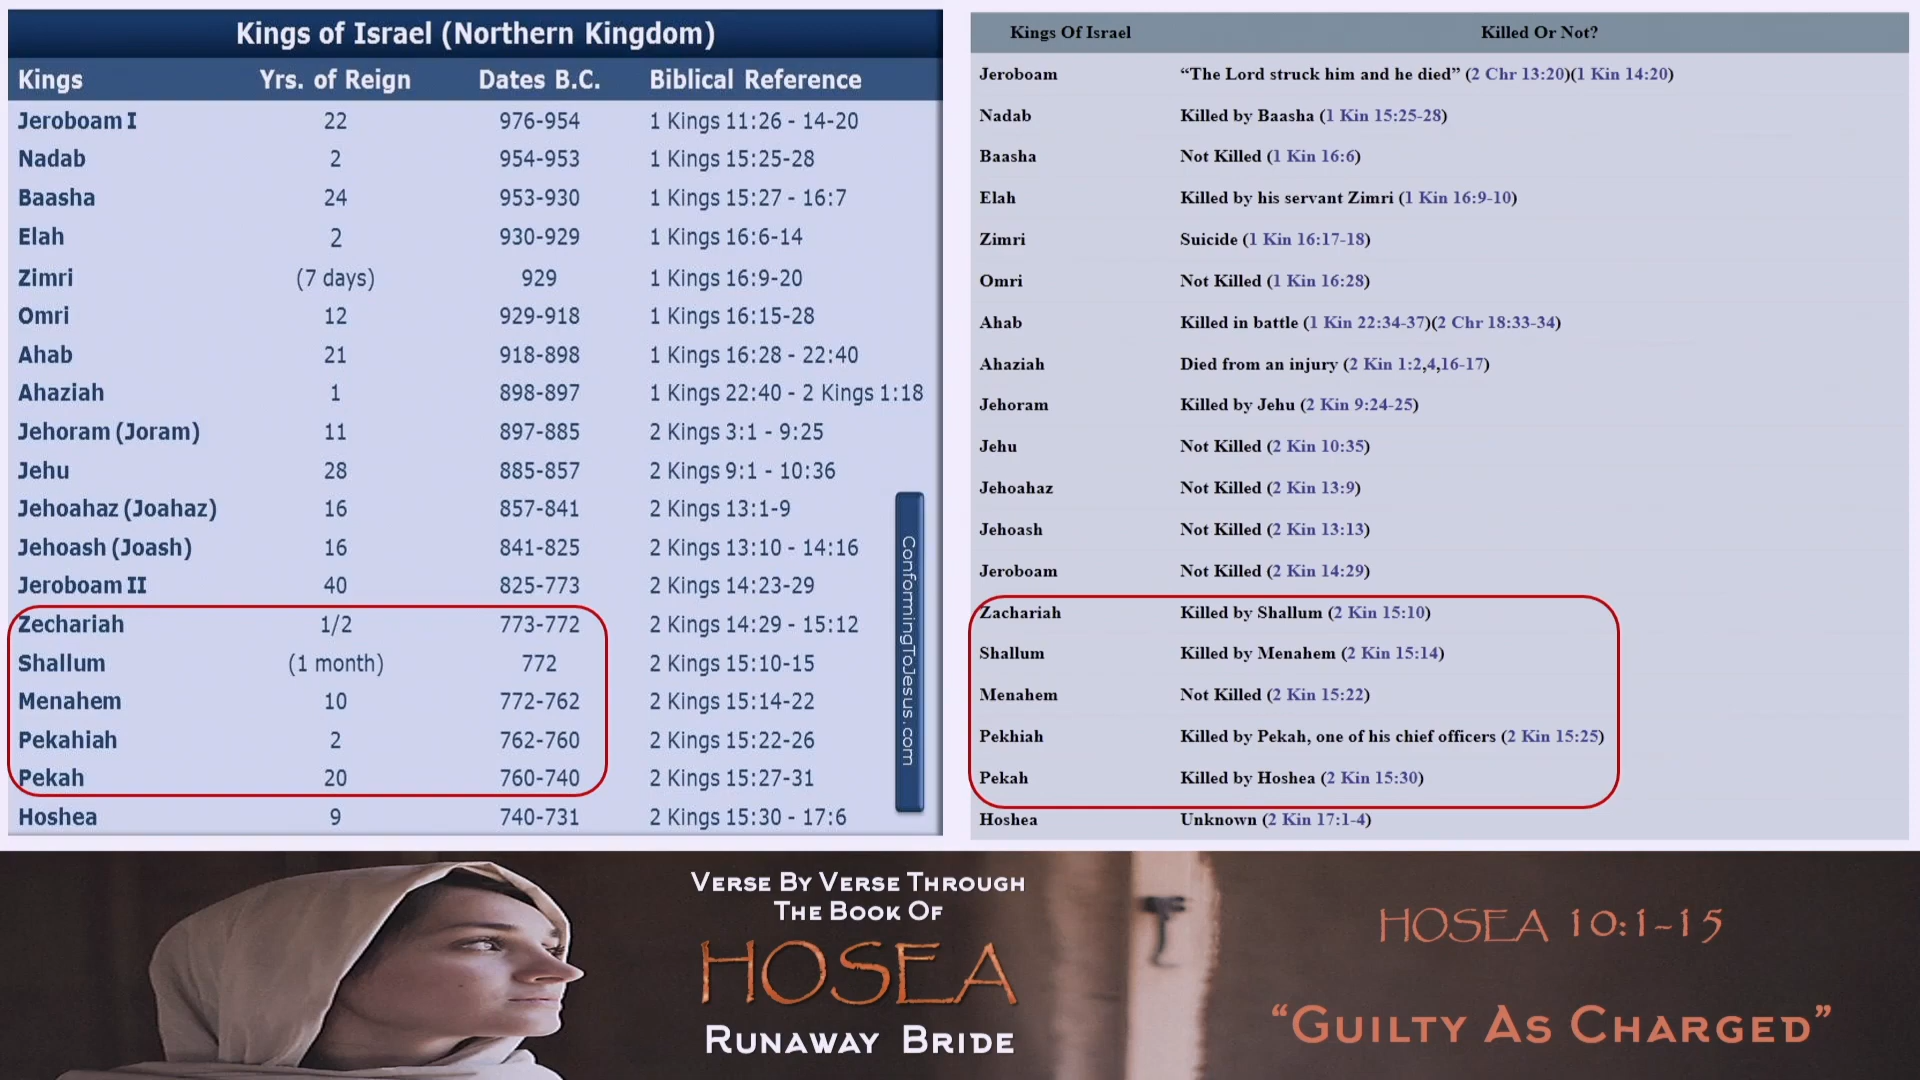 Kings of Israel (Northern Kingdom)
Kings Yrs. of Reign Dates B.C. Biblical Reference
Jeroboam I 22 976-954 1 Kings 11:26 - 14-20
Nadab 2 954-953 1 Kings 15:25-28
Baasha 24 953-930 1 Kings 15:27 - 16:7
Elah 2 930-929 1 Kings 16:6-14
Zimri (7 days) 929 1 Kings 16:9-20
Omri 12 929-918 1 Kings 16:15-28
Ahab 21 918-898 1 Kings 16:28 - 22:40
Ahaziah 1 898-897 1 Kings 22:40 - 2 Kings 1:18
Jehoram (Joram) 11 897-885 2 Kings 3:1 - 9:25
Jehu 28 885-857 2 Kings 9:1 - 10:36
Jehoahaz (Joahaz) 16 857-841 2 Kings 13:1-9
Jehoash (Joash) 16 841-825 2 Kings 13:10 - 14:16
Jeroboam II 40 825-773 2 Kings 14:23-29
Zechariah 1/2 773-772 2 Kings 14:29 - 15:12
Shallum (1 month) 772 2 Kings 15:10-15
Menahem 10 772-762 2 Kings 15:14-22
Pekahiah 2 762-760 2 Kings 15:22-26
Pekah 20 760-740 2 Kings 15:27-31
Hoshea 9 740-731 2 Kings 15:30 - 17:6
ConformingToJesus.com
Kings Of Israel Killed Or Not?
Jeroboam “The Lord struck him and he died” (2 Chr 13:20)(1 Kin 14:20)
Nadab Killed by Baasha (1 Kin 15:25-28)
Baasha Not Killed (1 Kin 16:6)
Elah Killed by his servant Zimri (1 Kin 16:9-10)
Zimri Suicide (1 Kin 16:17-18)
Omri Not Killed (1 Kin 16:28)
Ahab Killed in battle (1 Kin 22:34-37)(2 Chr 18:33-34)
Ahaziah Died from an injury (2 Kin 1:2,4,16-17)
Jehoram Killed by Jehu (2 Kin 9:24-25)
Jehu Not Killed (2 Kin 10:35)
Jehoahaz Not Killed (2 Kin 13:9)
Jehoash Not Killed (2 Kin 13:13)
Jeroboam Not Killed (2 Kin 14:29)
Zachariah Killed by Shallum (2 Kin 15:10)
Shallum Killed by Menahem (2 Kin 15:14)
Menahem Not Killed (2 Kin 15:22)
Pekhiah Killed by Pekah, one of his chief officers (2 Kin 15:25)
Pekah Killed by Hoshea (2 Kin 15:30)
Hoshea Unknown (2 Kin 17:1-4)
Verse By Verse Through
The Book Of
HOSEA
Runaway Bride
HOSEA 10:1-15
“Guilty As Charged”